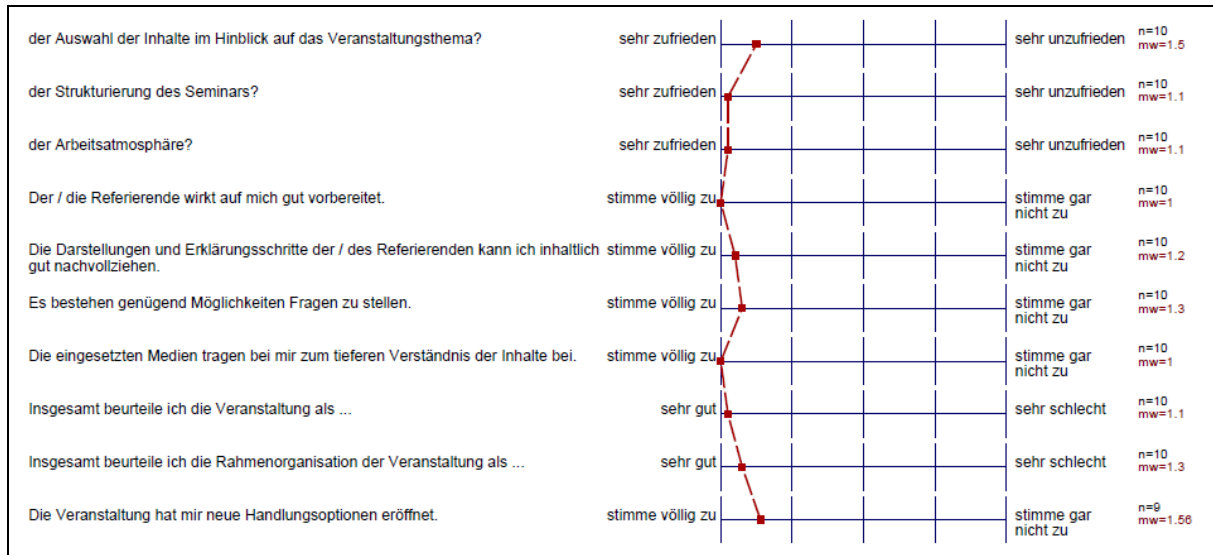 der Auswahl der Inhalte im Hinblick auf das Veranstaltungsthema? sehr zufrieden sehr unzufrieden n=10
mw=1.5
der Strukturierung des Seminars? sehr zufrieden sehr unzufrieden n=10
mw=1.1
der Arbeitsatmosphäre? sehr zufrieden sehr unzufrieden n=10
mw=1.1
Der / die Referierende wirkt auf mich gut vorbereitet. stimme völlig zu stimme gar n=10
nicht zu mw=1
Die Darstellungen und Erklärungsschritte der / des Referierenden kann ich inhaltlich stimme völlig zu stimme gar n=10
gut nachvollziehen. nicht zu mw=1.2
Es bestehen genügend Möglichkeiten Fragen zu stellen. stimme völlig zu stimme gar n=10
nicht zu mw=1.3
Die eingesetzten Medien tragen bei mir zum tieferen Verständnis der Inhalte bei. stimme völlig zu stimme gar n=10
nicht zu mw=1
Insgesamt beurteile ich die Veranstaltung als ... sehr gut sehr schlecht n=10
mw=1.1
Insgesamt beurteile ich die Rahmenorganisation der Veranstaltung als ... sehr gut sehr schlecht n=10
mw=1.3
Die Veranstaltung hat mir neue Handlungsoptionen eröffnet. stimme völlig zu stimme gar n=9
nicht zu mw=1.56